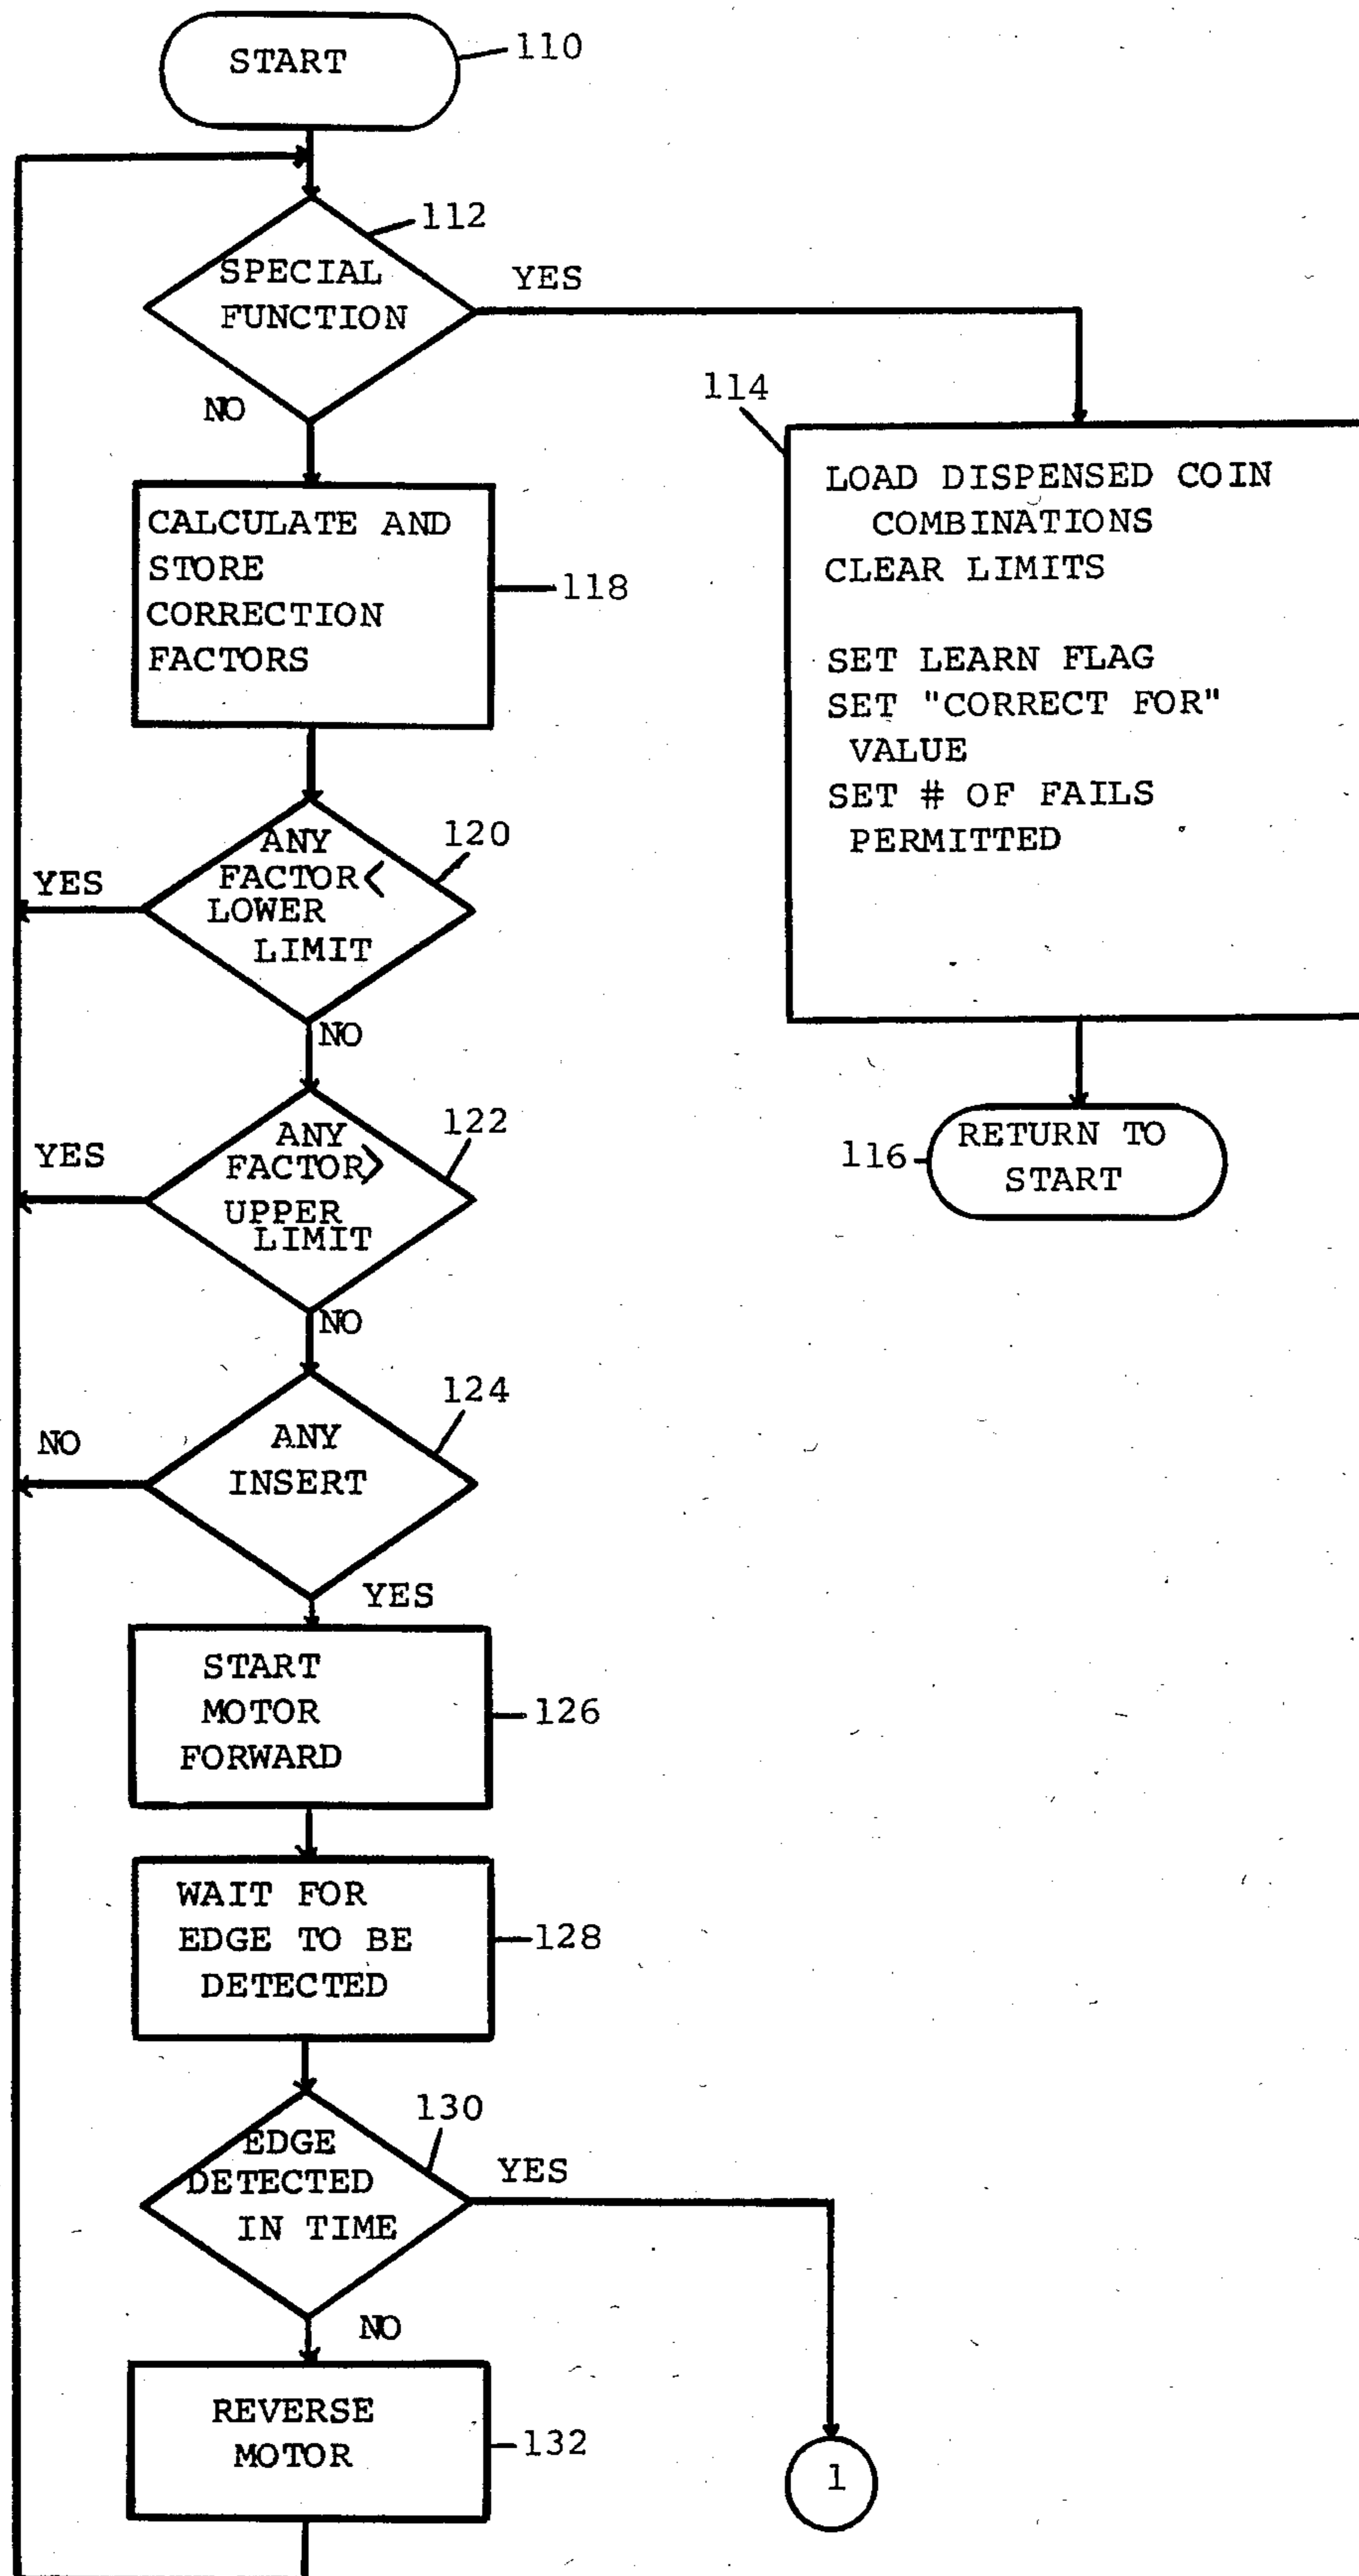 START
110
112
SPECIAL
FUNCTION
YES
NO
114
LOAD DISPENSED COIN
COMBINATIONS
CLEAR LIMITS
SET LEARN FLAG
SET "CORRECT FOR"
VALUE
SET # OF FAILS
PERMITTED
116
RETURN TO
START
CALCULATE AND
STORE
CORRECTION
FACTORS
118
ANY
FACTOR<
LOWER
LIMIT
120
YES
NO
ANY
FACTOR>
UPPER
LIMIT
122
YES
NO
ANY
INSERT
124
NO
YES
START
MOTOR
FORWARD
126
WAIT FOR
EDGE TO BE
DETECTED
128
EDGE
DETECTED
IN TIME
130
YES
NO
REVERSE
MOTOR
132
1